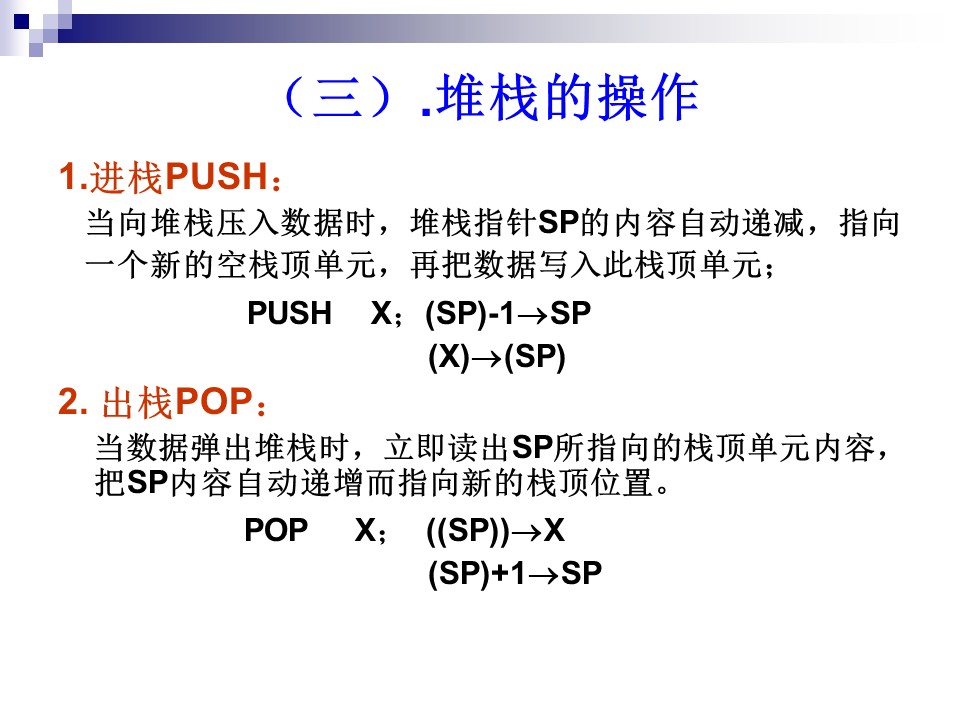 （三）.堆栈的操作
1.进栈PUSH：
当向堆栈压入数据时，堆栈指针SP的内容自动递减，指向
一个新的空栈顶单元，再把数据写入此栈顶单元；
PUSH X；(SP)-1→SP
(X)→(SP)
2. 出栈POP：
当数据弹出堆栈时，立即读出SP所指向的栈顶单元内容，
把SP内容自动递增而指向新的栈顶位置。
POP X； ((SP))→X
(SP)+1→SP